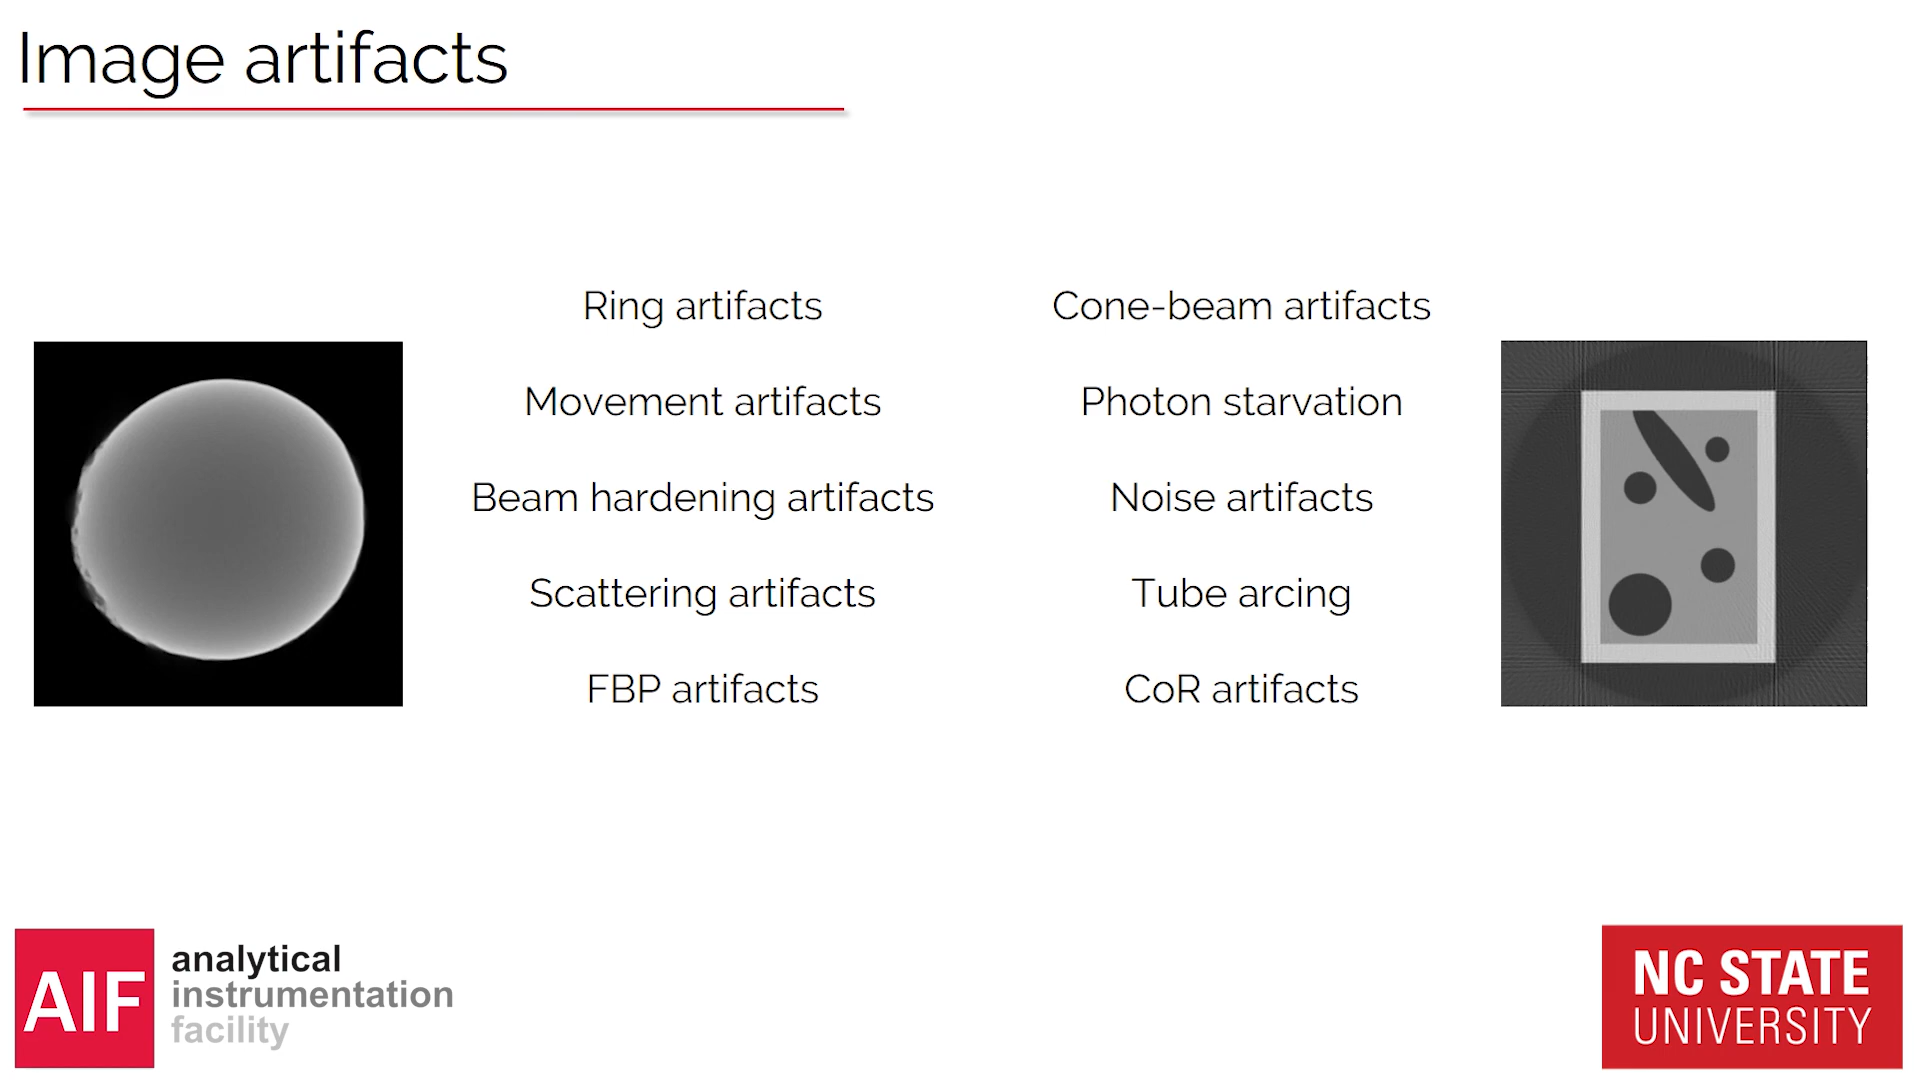 Image artifacts
Ring artifacts
Movement artifacts
Beam hardening artifacts
Scattering artifacts
FBP artifacts
Cone-beam artifacts
Photon starvation
Noise artifacts
Tube arcing
CoR artifacts
AIF
analytical
instrumentation
facility
NC STATE
UNIVERSITY